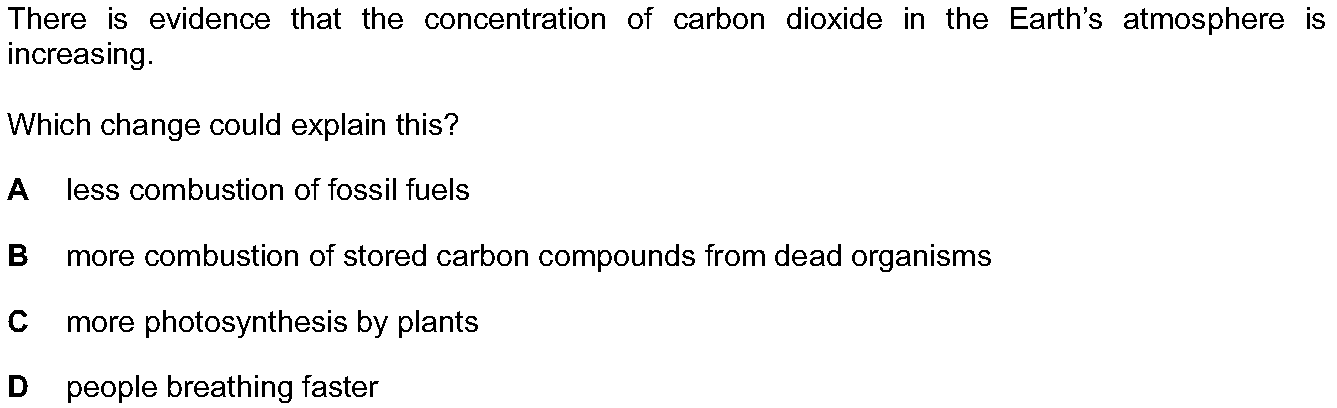 There is evidence that the concentration of carbon dioxide in the Earth’s atmosphere is
increasing.
Which change could explain this?
A less combustion of fossil fuels
B more combustion of stored carbon compounds from dead organisms
C more photosynthesis by plants
D people breathing faster